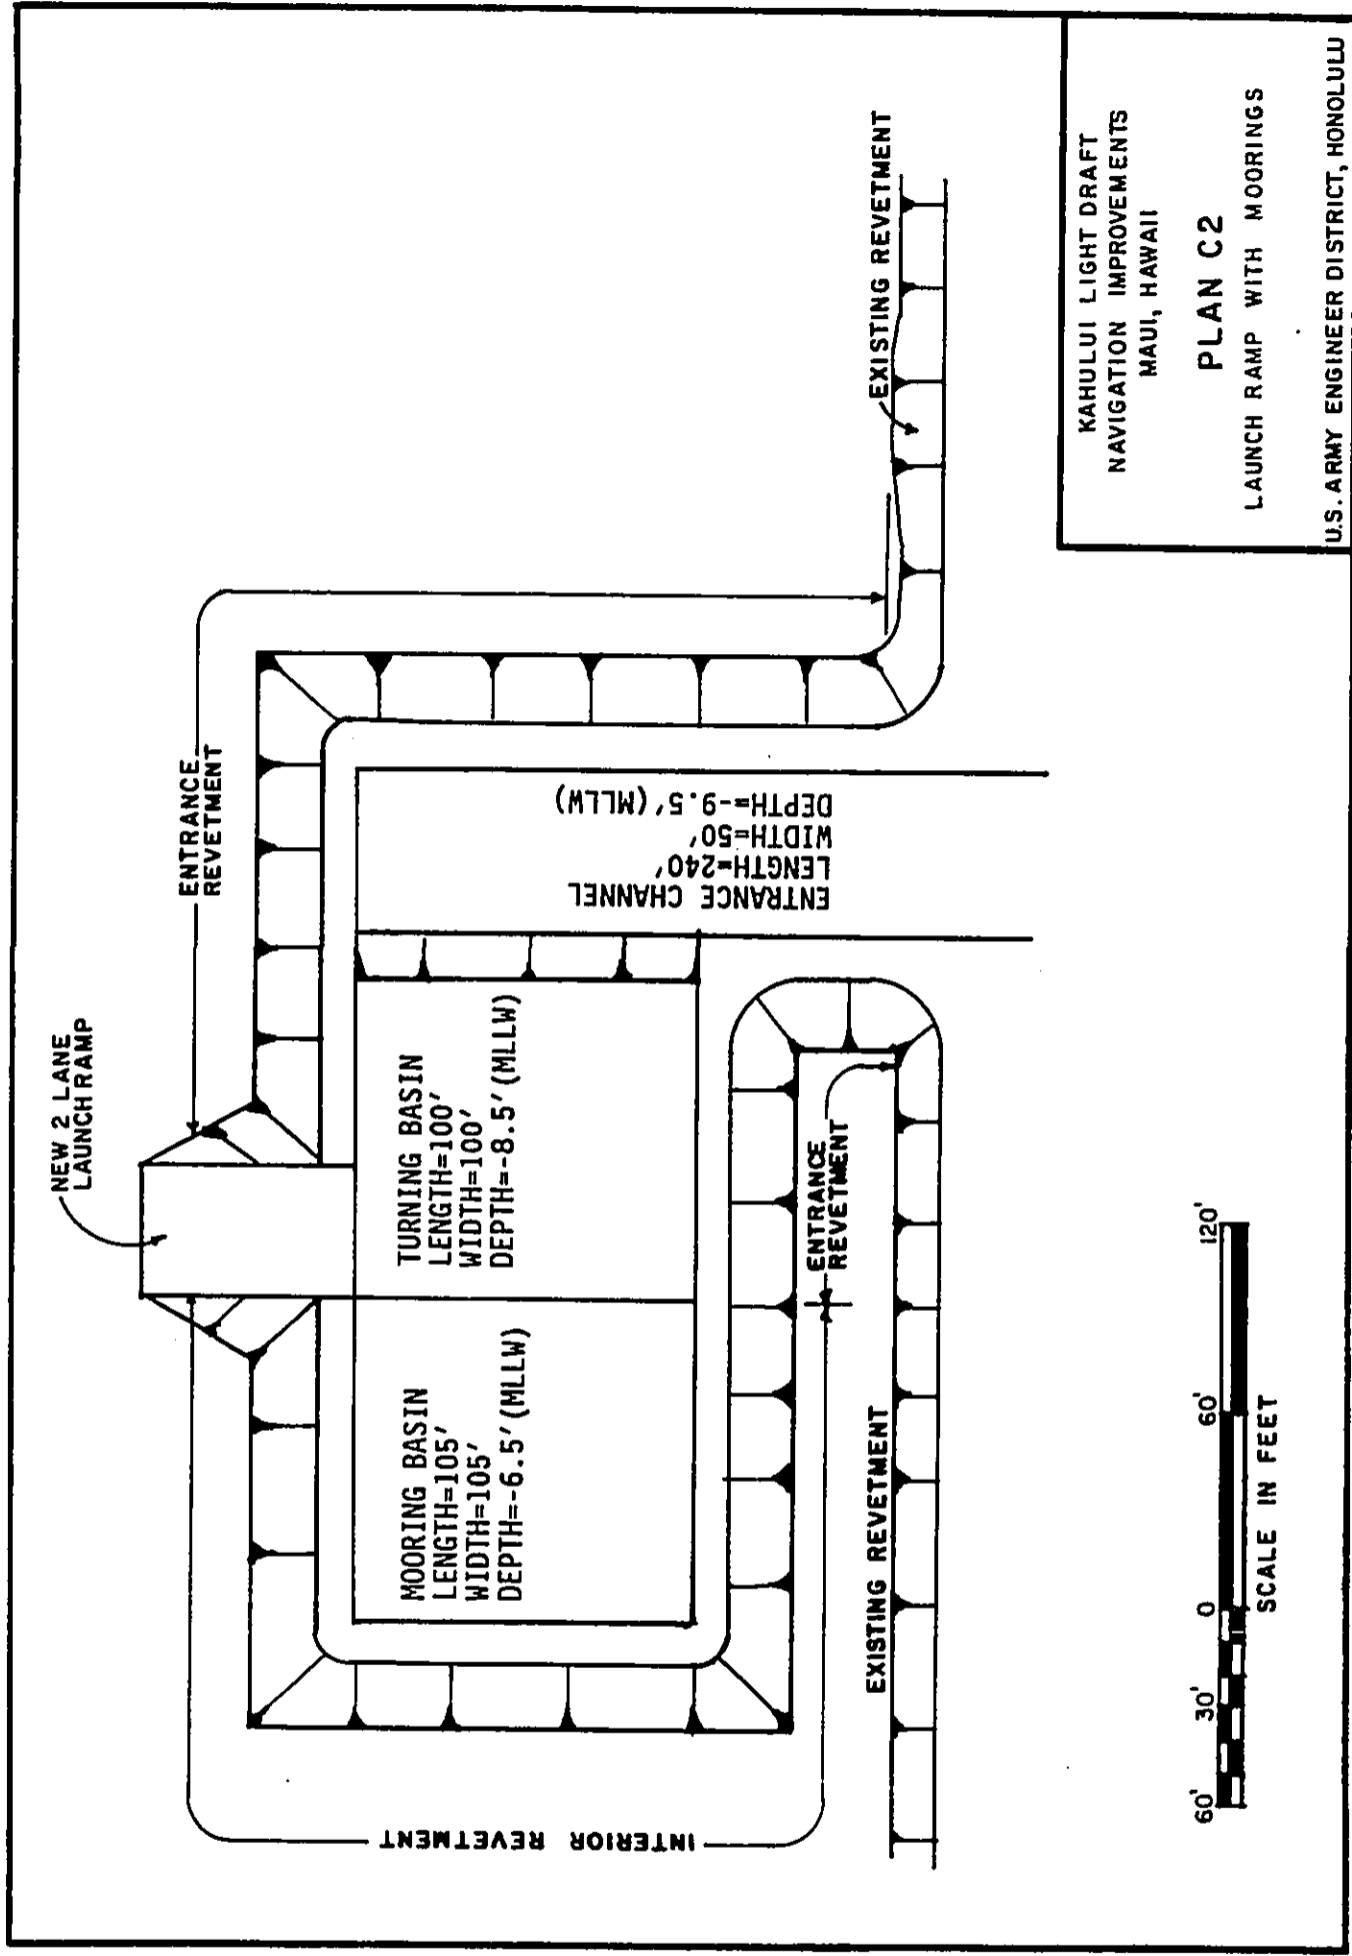 NEW 2 LANE
LAUNCH RAMP
ENTRANCE
REVETMENT
MOORING BASIN
LENGTH=105'
WIDTH=105'
DEPTH=-6.5'(MLLW)
TURNING BASIN
LENGTH=100'
WIDTH=100'
DEPTH=-8.5'(MLLW)
ENTRANCE CHANNEL
LENGTH=240'
WIDTH=50'
DEPTH=-9.5'(MLLW)
INTERIOR REVETMENT
ENTRANCE
REVETMENT
EXISTING REVETMENT
EXISTING REVETMENT
60' 30' 0 60' 120'
SCALE IN FEET
KAHULUI LIGHT DRAFT
NAVIGATION IMPROVEMENTS
MAUI, HAWAII
PLAN C2
LAUNCH RAMP WITH MOORINGS
U.S. ARMY ENGINEER DISTRICT, HONOLULU